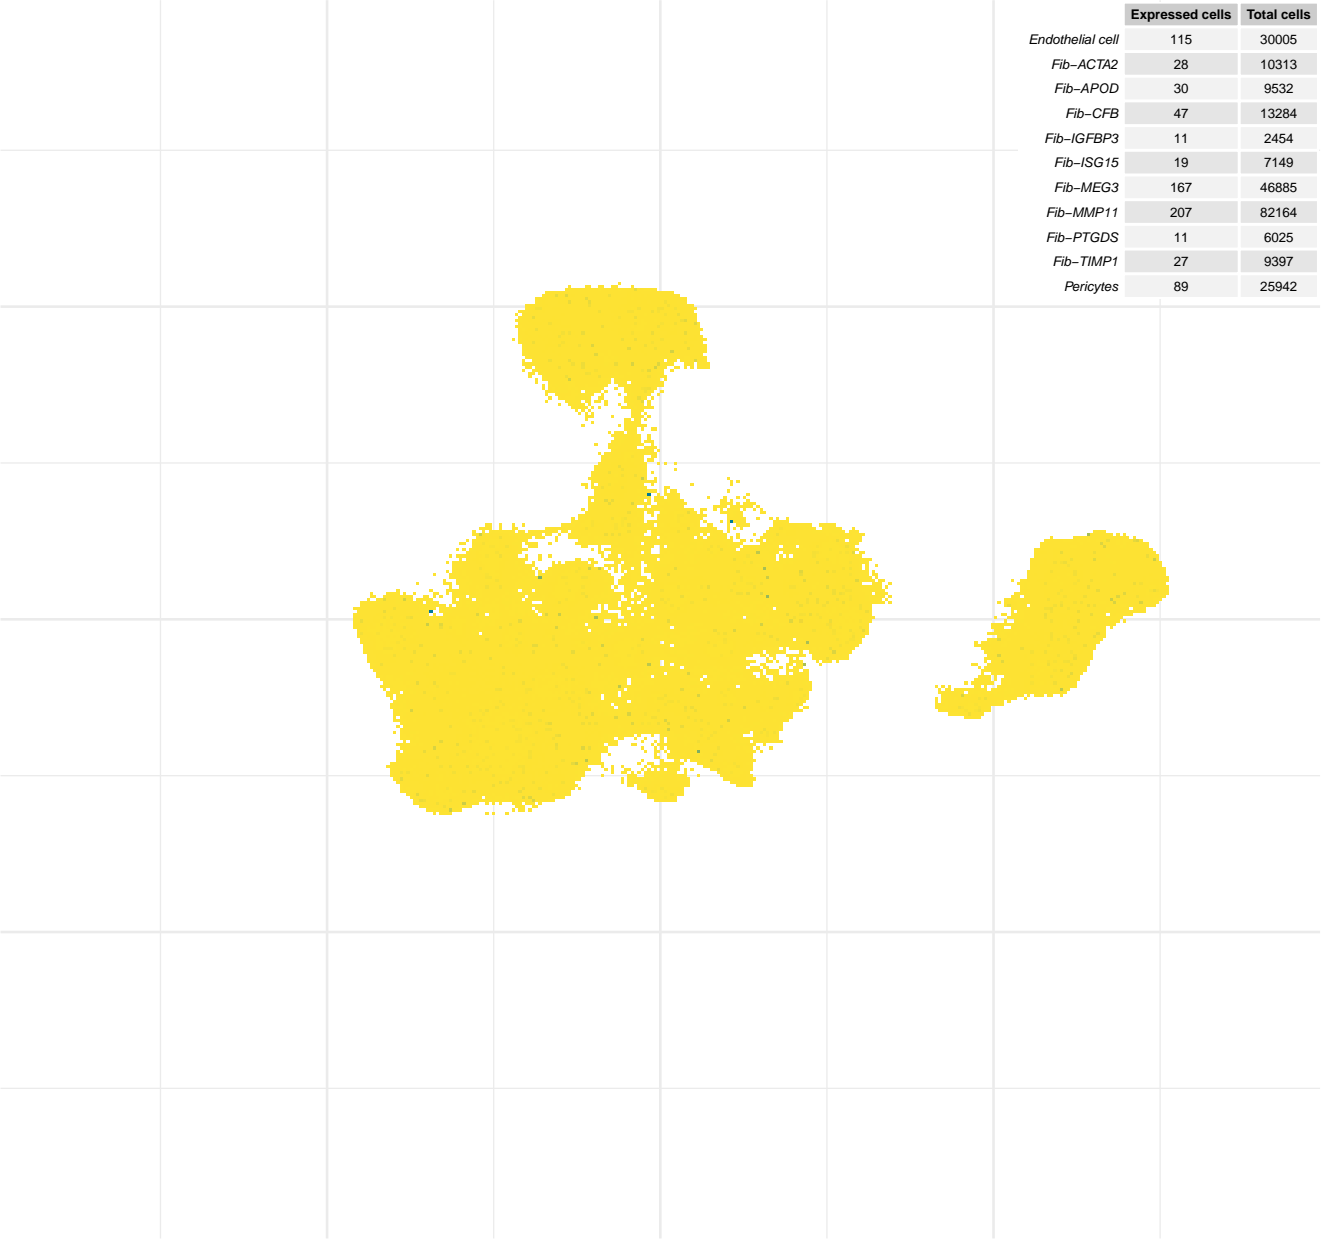 Expressed cells Total cells
Endothelial cell 115 30005
Fib−ACTA2 28 10313
Fib−APOD 30 9532
Fib−CFB 47 13284
Fib−IGFBP3 11 2454
Fib−ISG15 19 7149
Fib−MEG3 167 46885
Fib−MMP11 207 82164
Fib−PTGDS 11 6025
Fib−TIMP1 27 9397
Pericytes 89 25942